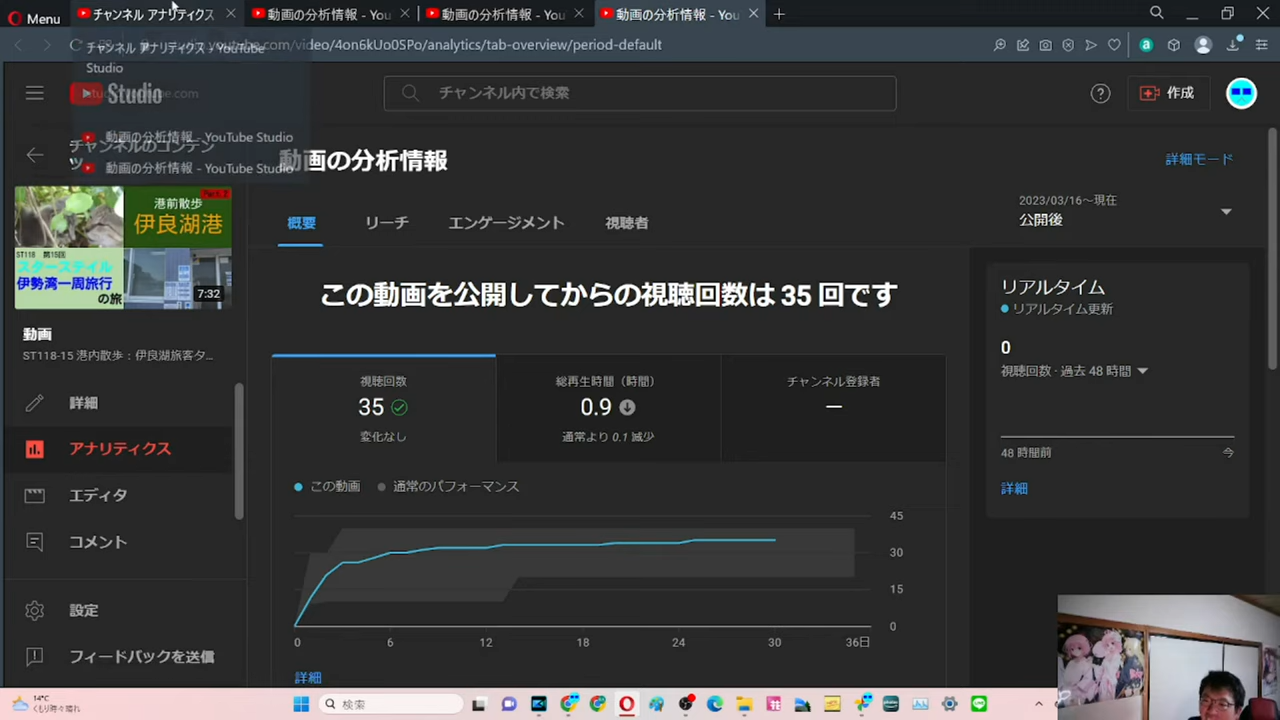 Menu
チャンネル アナリティクス
動画の分析情報 - You
動画の分析情報 - You
動画の分析情報 - You
チャンネル アナリティクス - YouTube
Studio
動画の分析情報 - YouTube Studio
動画の分析情報 - YouTube Studio
youtube.com/video/4on6kUo0SPo/analytics/tab-overview/period-default
Studio
チャンネル内で検索
作成
チャンネルのコンテンツ
動画の分析情報
詳細モード
2023/03/16～現在
公開後
概要
リーチ
エンゲージメント
視聴者
Part 2
港前散歩
伊良湖港
ST118 第15回
スターステイル
伊勢湾一周旅行
の旅
7:32
動画
ST118-15 港内散歩：伊良湖旅客タ...
詳細
アナリティクス
エディタ
コメント
設定
フィードバックを送信
この動画を公開してからの視聴回数は 35 回です
視聴回数
35
変化なし
総再生時間（時間）
0.9
通常より 0.1 減少
チャンネル登録者
—
この動画
通常のパフォーマンス
45
30
15
0
0
6
12
18
24
30
36日
詳細
リアルタイム
リアルタイム更新
0
視聴回数 · 過去 48 時間
48 時間前
今
詳細
14°C
くもり時々晴れ
検索